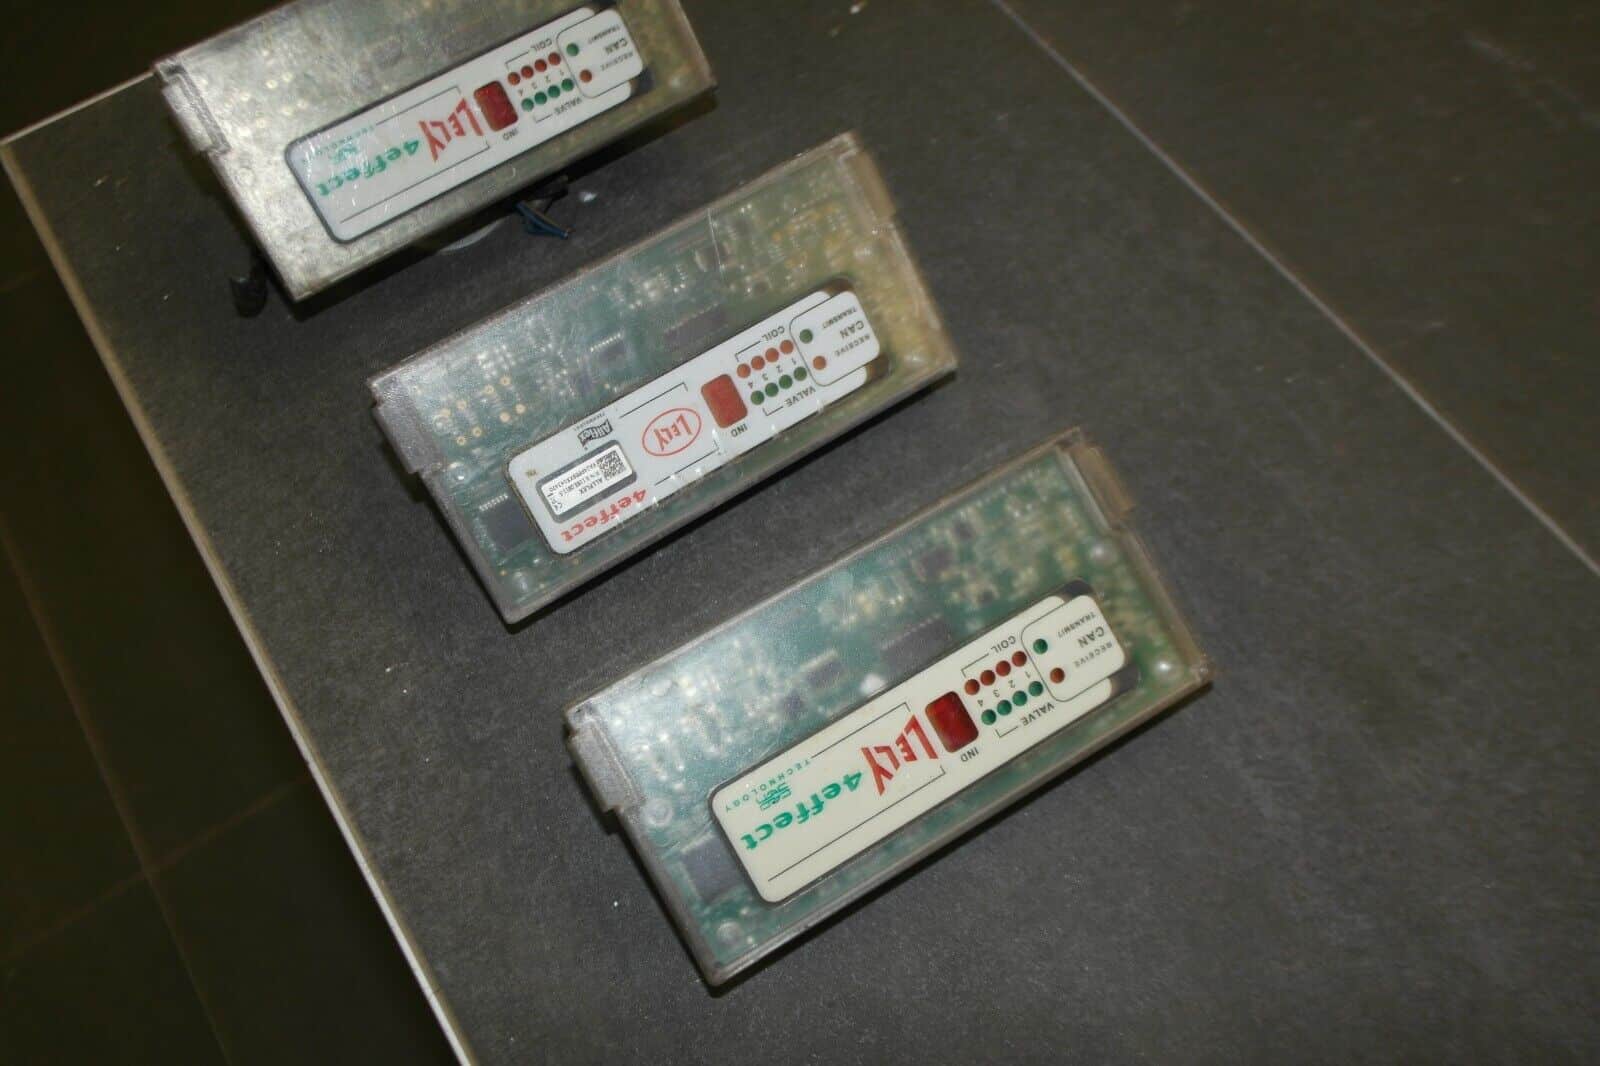 TRANSMIT
CAN
RECEIVE
COIL
1 2 3 4
VALVE
IND
LELY
4effect
TECHNOLOGY
TRANSMIT
CAN
RECEIVE
COIL
1 2 3 4
VALVE
IND
LELY
Allflex
ALLFLEX
4effect
TRANSMIT
CAN
RECEIVE
COIL
1 2 3 4
VALVE
IND
LELY
4effect
TECHNOLOGY